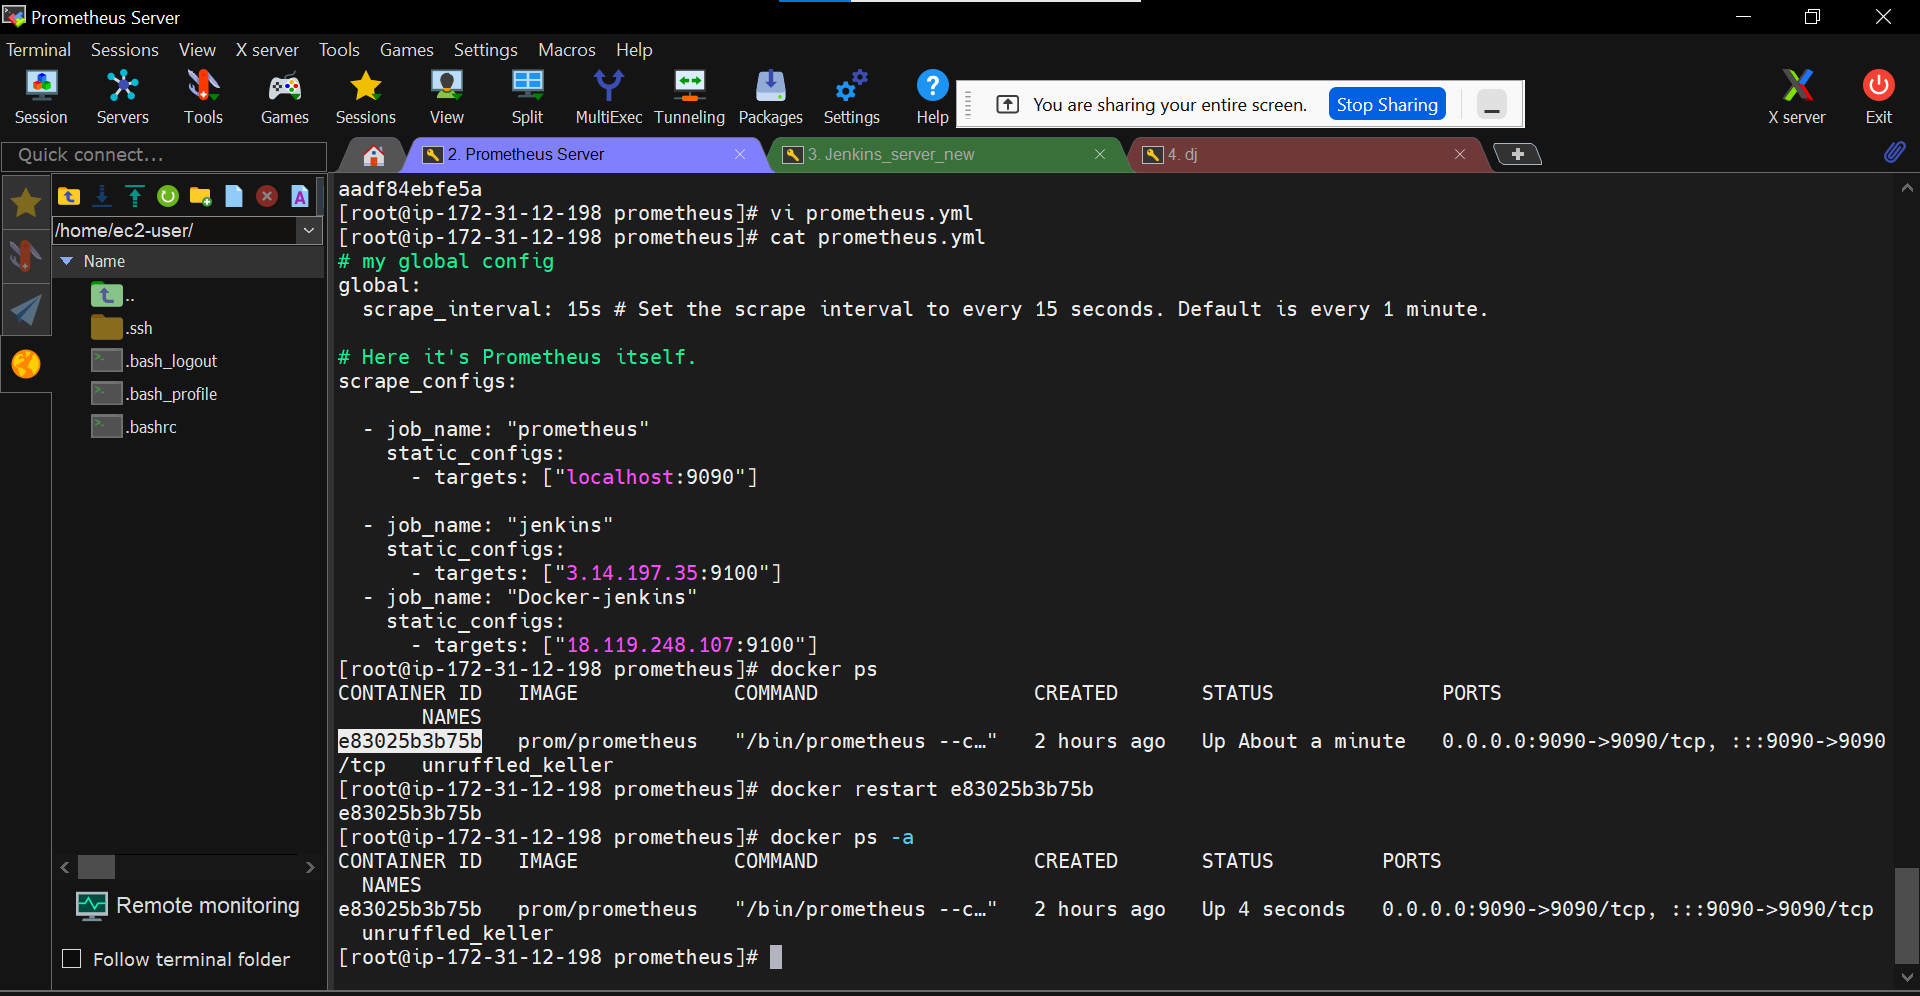 Prometheus Server
Terminal Sessions View X server Tools Games Settings Macros Help
Session Servers Tools Games Sessions View Split MultiExec Tunneling Packages Settings Help X server Exit
You are sharing your entire screen. Stop Sharing
Quick connect...
2. Prometheus Server
3. Jenkins_server_new
4. dj
/home/ec2-user/
Name
..
.ssh
.bash_logout
.bash_profile
.bashrc
Remote monitoring
Follow terminal folder
aadf84ebfe5a
[root@ip-172-31-12-198 prometheus]# vi prometheus.yml
[root@ip-172-31-12-198 prometheus]# cat prometheus.yml
# my global config
global:
  scrape_interval: 15s # Set the scrape interval to every 15 seconds. Default is every 1 minute.
# Here it's Prometheus itself.
scrape_configs:
  - job_name: "prometheus"
    static_configs:
      - targets: ["localhost:9090"]
  - job_name: "jenkins"
    static_configs:
      - targets: ["3.14.197.35:9100"]
  - job_name: "Docker-jenkins"
    static_configs:
      - targets: ["18.119.248.107:9100"]
[root@ip-172-31-12-198 prometheus]# docker ps
CONTAINER ID   IMAGE             COMMAND                  CREATED       STATUS              PORTS
       NAMES
e83025b3b75b   prom/prometheus   "/bin/prometheus --c…"   2 hours ago   Up About a minute   0.0.0.0:9090->9090/tcp, :::9090->9090
/tcp   unruffled_keller
[root@ip-172-31-12-198 prometheus]# docker restart e83025b3b75b
e83025b3b75b
[root@ip-172-31-12-198 prometheus]# docker ps -a
CONTAINER ID   IMAGE             COMMAND                  CREATED       STATUS         PORTS
  NAMES
e83025b3b75b   prom/prometheus   "/bin/prometheus --c…"   2 hours ago   Up 4 seconds   0.0.0.0:9090->9090/tcp, :::9090->9090/tcp
  unruffled_keller
[root@ip-172-31-12-198 prometheus]#